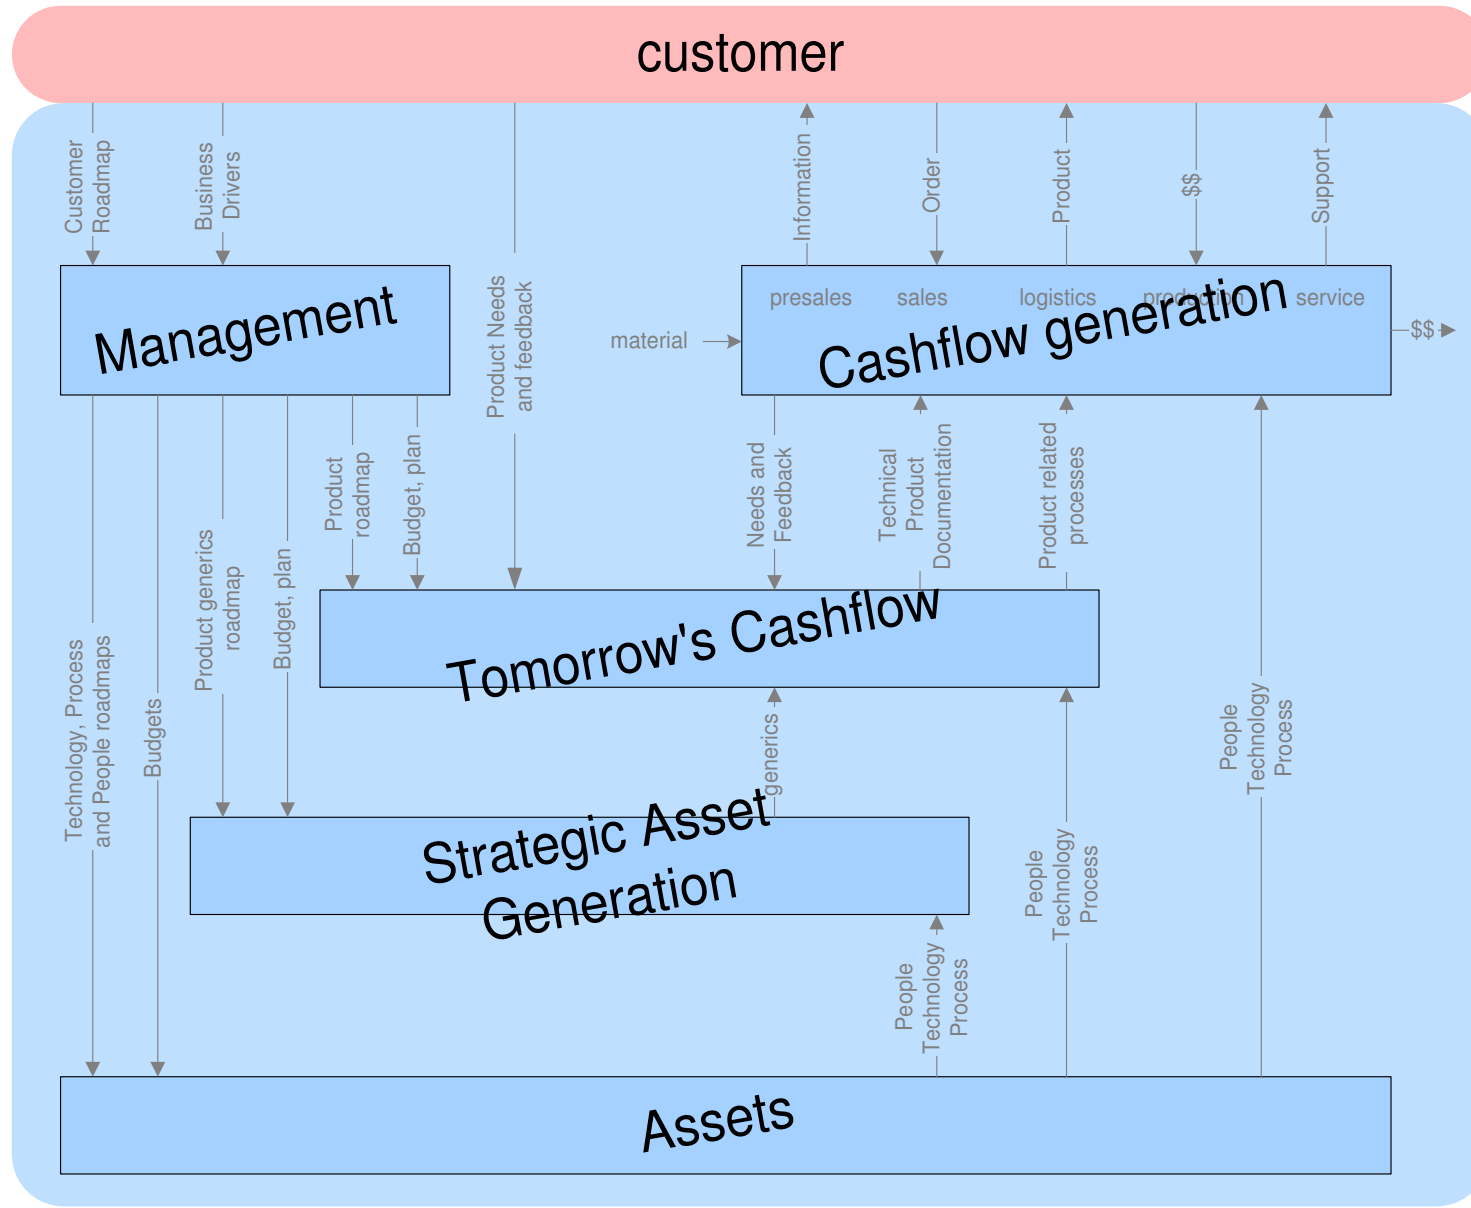 customer
Customer
Roadmap
Business
Drivers
Product Needs
and feedback
Information
Order
Product
$$
Support
Management
presales
sales
logistics
production
service
Cashflow generation
material
$$
Technology, Process
and People roadmaps
Budgets
Product generics
roadmap
Budget, plan
Product
roadmap
Budget, plan
Needs and
Feedback
Technical
Product
Documentation
Product related
processes
People
Technology
Process
Tomorrow's Cashflow
generics
People
Technology
Process
Strategic Asset
Generation
People
Technology
Process
Assets